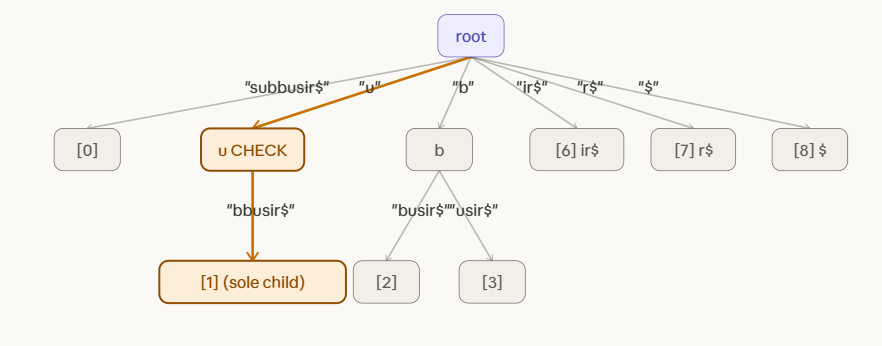 root
"subbusir$" "u" "b" "ir$" "r$" "$"
[0] u CHECK b [6] ir$ [7] r$ [8] $
"bbusir$" "busir$" "usir$"
[1] (sole child) [2] [3]